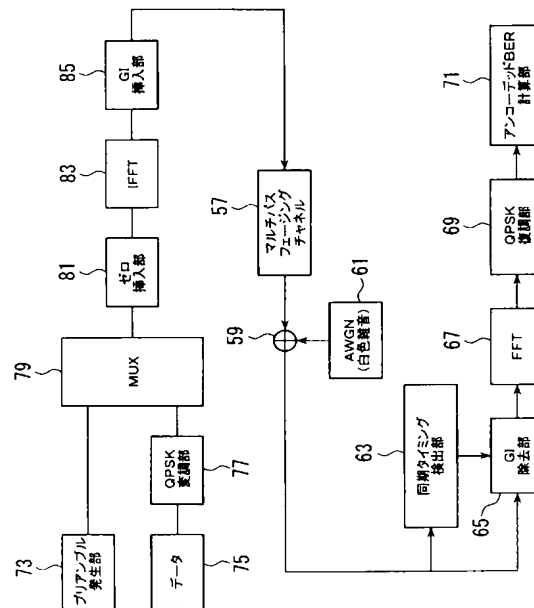 73
プリアンブル
発生部
データ
75
QPSK
変調部
77
79
MUX
81
ゼロ
挿入部
83
IFFT
85
GI
挿入部
57
マルチパス
フェージング
チャネル
59
61
AWGN
(白色雑音)
63
同期タイミング
検出部
65
GI
除去部
67
FFT
69
QPSK
復調部
71
アンコーデッドBER
計算部